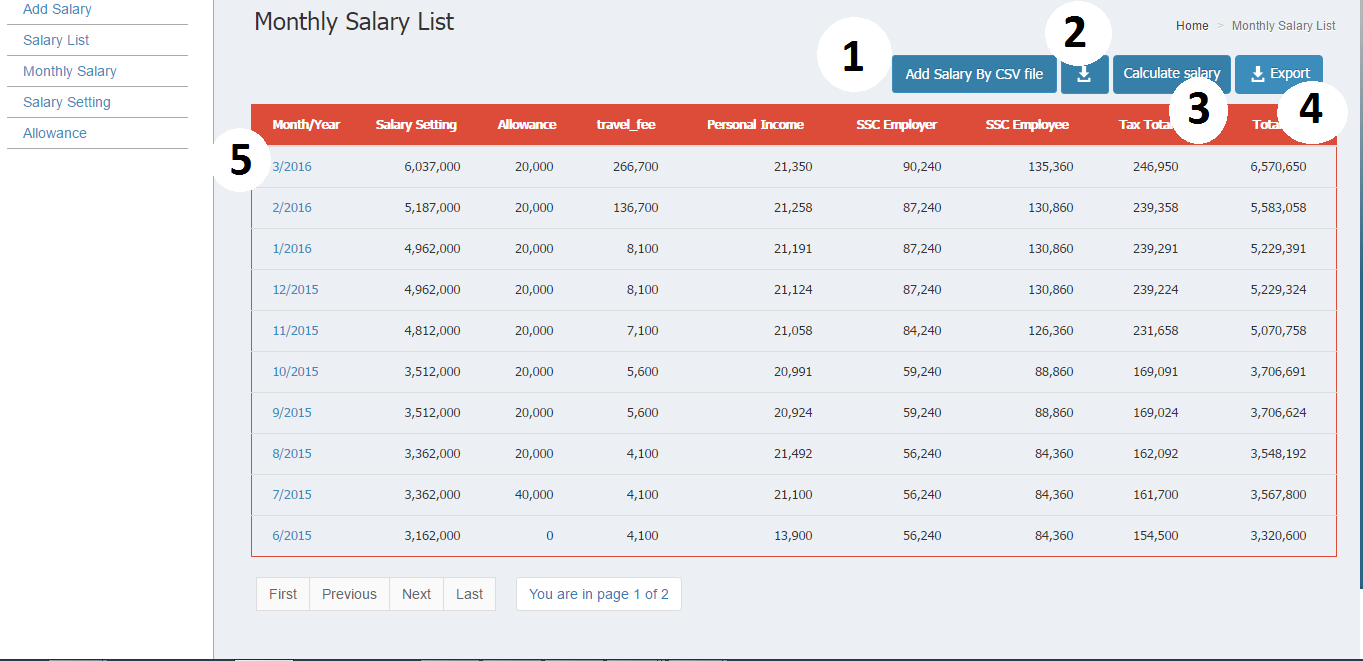 Add Salary
Salary List
Monthly Salary
Salary Setting
Allowance
Monthly Salary List
Home > Monthly Salary List
1 2 3 4 5
Add Salary By CSV file Calculate salary Export
Month/Year Salary Setting Allowance travel_fee Personal Income SSC Employer SSC Employee Tax Total
3/2016 6,037,000 20,000 266,700 21,350 90,240 135,360 246,950 6,570,650
2/2016 5,187,000 20,000 136,700 21,258 87,240 130,860 239,358 5,583,058
1/2016 4,962,000 20,000 8,100 21,191 87,240 130,860 239,291 5,229,391
12/2015 4,962,000 20,000 8,100 21,124 87,240 130,860 239,224 5,229,324
11/2015 4,812,000 20,000 7,100 21,058 84,240 126,360 231,658 5,070,758
10/2015 3,512,000 20,000 5,600 20,991 59,240 88,860 169,091 3,706,691
9/2015 3,512,000 20,000 5,600 20,924 59,240 88,860 169,024 3,706,624
8/2015 3,362,000 20,000 4,100 21,492 56,240 84,360 162,092 3,548,192
7/2015 3,362,000 40,000 4,100 21,100 56,240 84,360 161,700 3,567,800
6/2015 3,162,000 0 4,100 13,900 56,240 84,360 154,500 3,320,600
First Previous Next Last You are in page 1 of 2